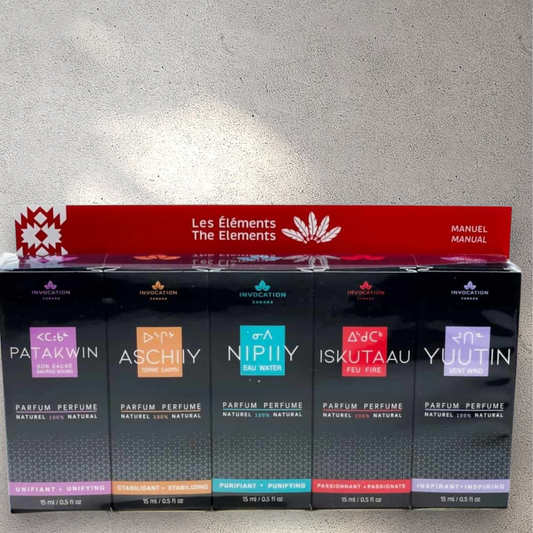 Les Éléments
The Elements
MANUEL
MANUAL
INVOCATION
CANADA
PATAKWIN
SON SACRÉ
SACRED SOUND
PARFUM PERFUME
NATUREL 100% NATURAL
UNIFIANT • UNIFYING
15 ml / 0.5 fl oz
INVOCATION
CANADA
ASCHIIY
TERRE EARTH
PARFUM PERFUME
NATUREL 100% NATURAL
STABILISANT • STABILIZING
15 ml / 0.5 fl oz
INVOCATION
CANADA
ᓂᐱ
NIPIIY
EAU WATER
PARFUM PERFUME
NATUREL 100% NATURAL
PURIFIANT • PURIFYING
15 ml / 0.5 fl oz
INVOCATION
CANADA
ISKUTAAU
FEU FIRE
PARFUM PERFUME
NATUREL 100% NATURAL
PASSIONNANT • PASSIONATE
15 ml / 0.5 fl oz
INVOCATION
CANADA
YUUTIN
VENT WIND
PARFUM PERFUME
NATUREL 100% NATURAL
INSPIRANT • INSPIRING
15 ml / 0.5 fl oz